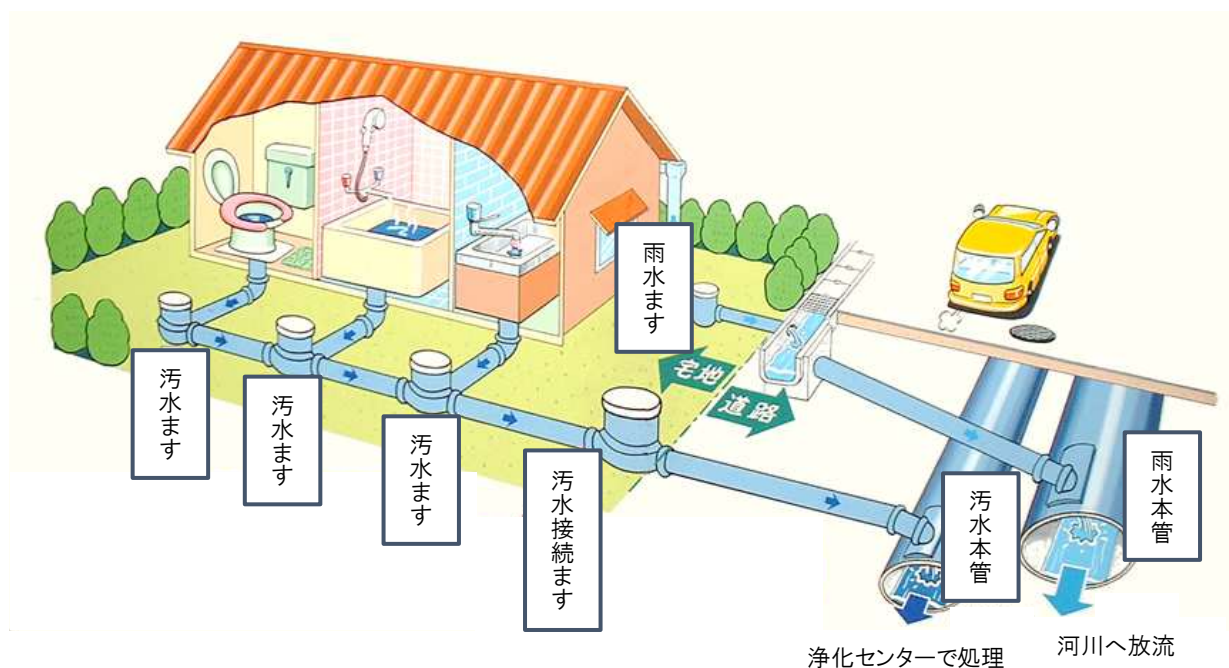 雨水ます
宅地
道路
汚水ます
汚水ます
汚水ます
汚水接続ます
汚水本管
雨水本管
浄化センターで処理
河川へ放流